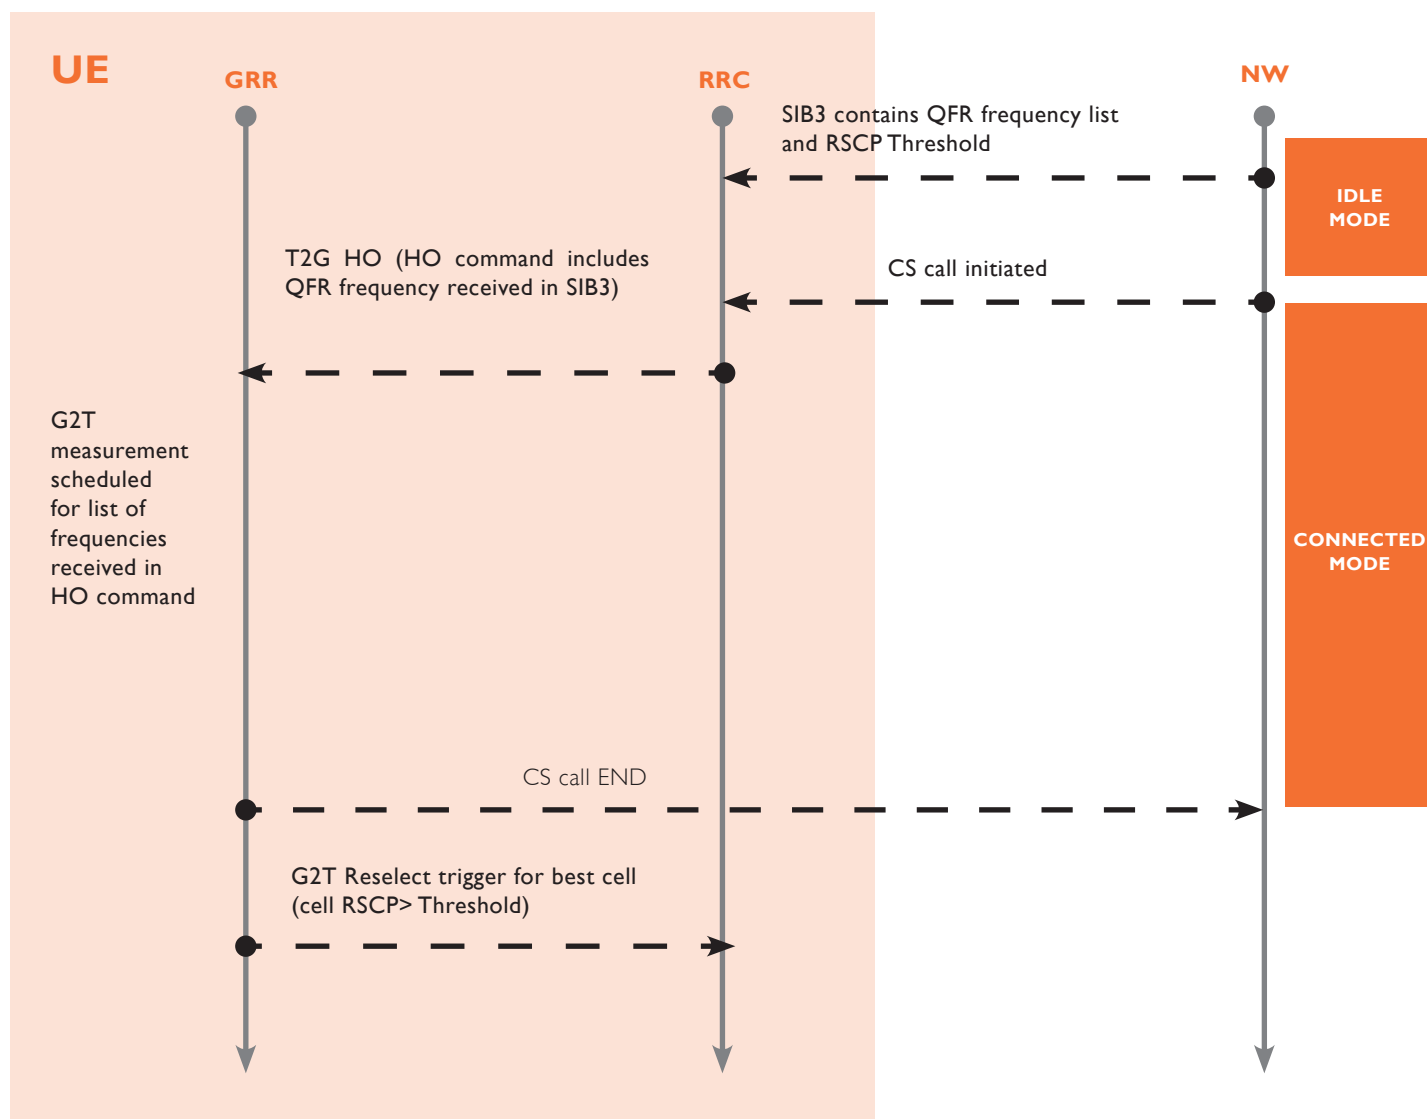 UE
GRR
RRC
NW
SIB3 contains QFR frequency list
and RSCP Threshold
IDLE
MODE
T2G HO (HO command includes
QFR frequency received in SIB3)
CS call initiated
G2T
measurement
scheduled
for list of
frequencies
received in
HO command
CONNECTED
MODE
CS call END
G2T Reselect trigger for best cell
(cell RSCP> Threshold)